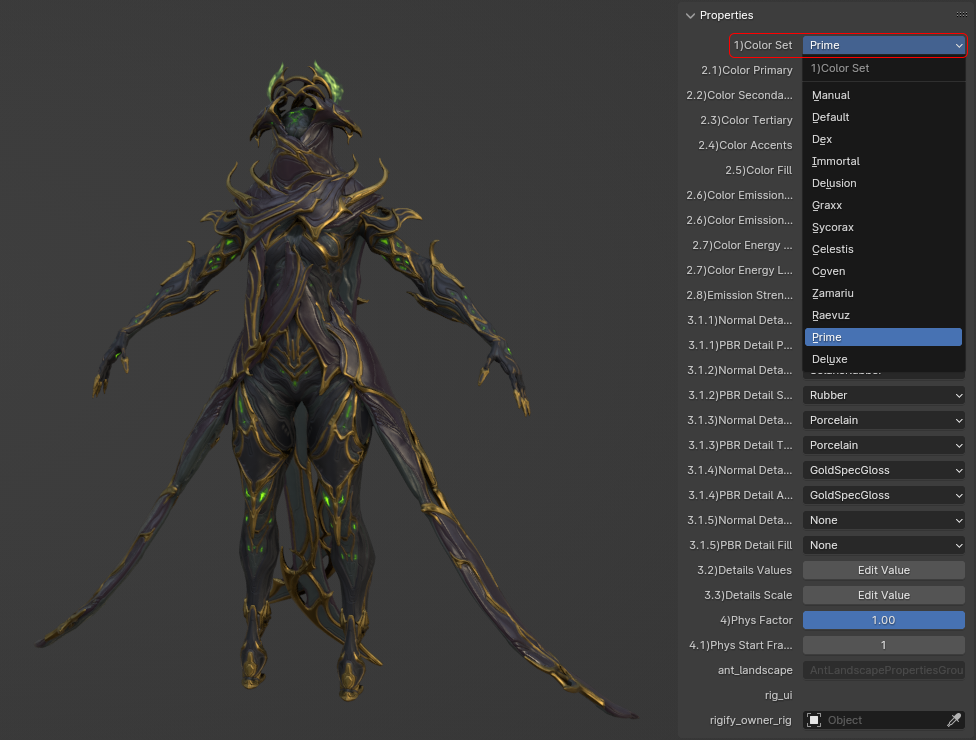 Properties
1)Color Set Prime
1)Color Set
2.1)Color Primary
Manual
2.2)Color Seconda...
Default
2.3)Color Tertiary
Dex
2.4)Color Accents
Immortal
2.5)Color Fill
Delusion
2.6)Color Emission...
Graxx
2.6)Color Emission...
Sycorax
2.7)Color Energy ...
Celestis
2.7)Color Energy L...
Coven
2.8)Emission Stren...
Zamariu
3.1.1)Normal Deta...
Raevuz
3.1.1)PBR Detail P...
Prime
3.1.2)Normal Deta...
Deluxe
3.1.2)PBR Detail S... Rubber
3.1.3)Normal Deta... Porcelain
3.1.3)PBR Detail T... Porcelain
3.1.4)Normal Deta... GoldSpecGloss
3.1.4)PBR Detail A... GoldSpecGloss
3.1.5)Normal Deta... None
3.1.5)PBR Detail Fill None
3.2)Details Values Edit Value
3.3)Details Scale Edit Value
4)Phys Factor 1.00
4.1)Phys Start Fra... 1
ant_landscape AntLandscapePropertiesGrou
rig_ui
rigify_owner_rig Object